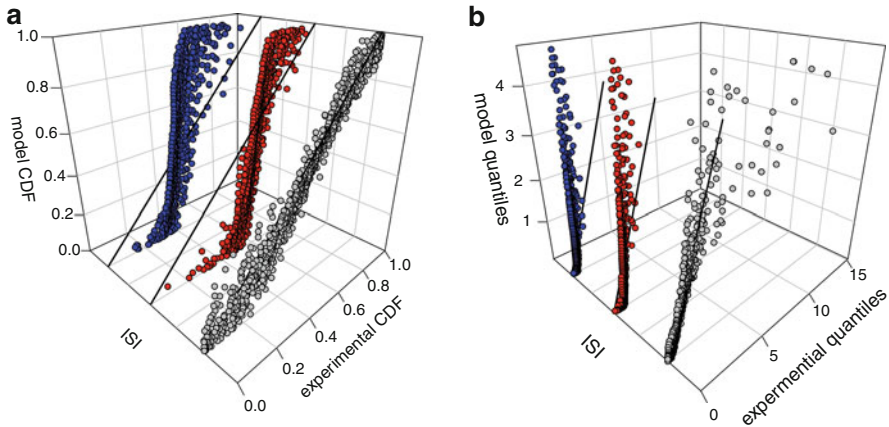 a
1.0
0.8
0.6
0.4
0.2
0.0
model CDF
ISI
0.0
0.2
0.4
0.6
0.8
1.0
experimental CDF
b
4
3
2
1
model quantiles
ISI
0
5
10
15
expermential quantiles